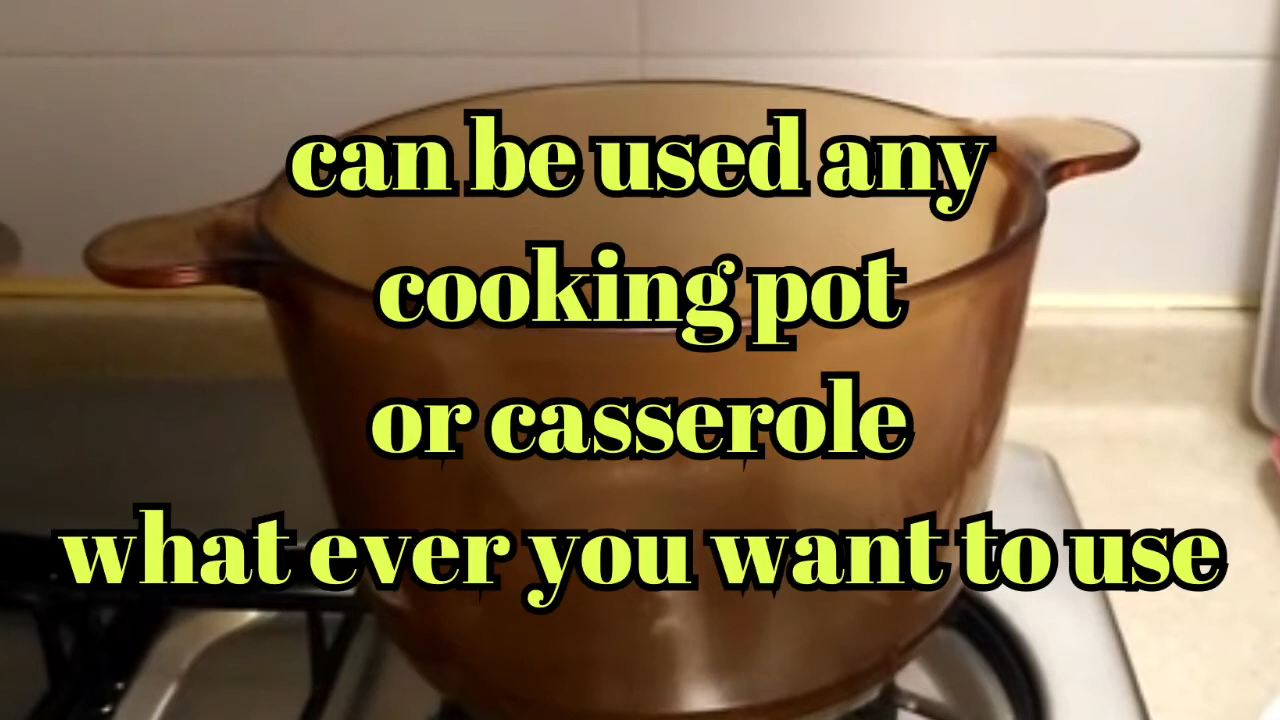 can be used any
cooking pot
or casserole
what ever you want to use